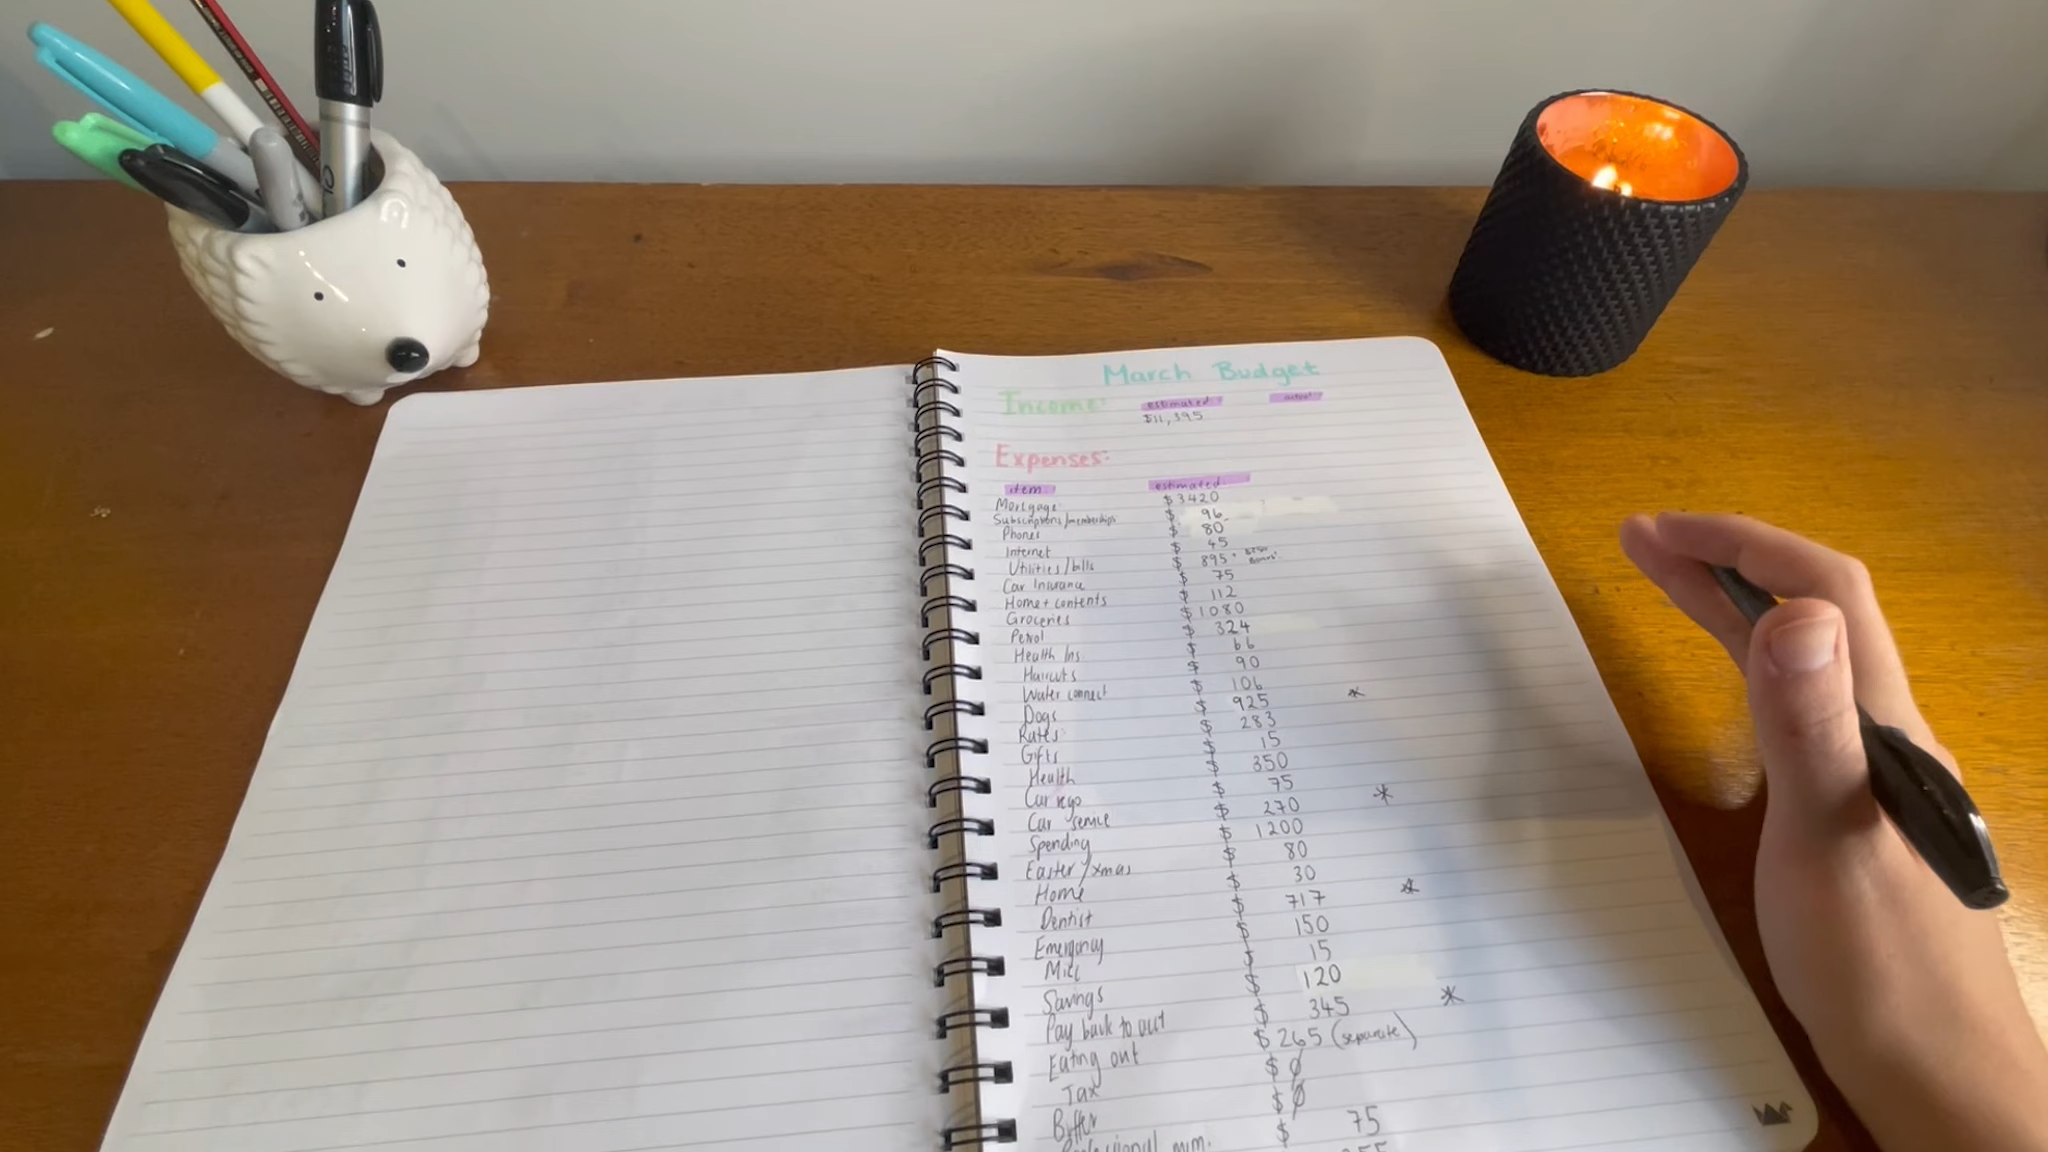 March Budget
Income: estimated actual
$11,395
Expenses:
item estimated
Mortgage $3420
Subscriptions/memberships $ 96
Phones $ 80
Internet $ 45
Utilities/bills $ 895
Car Insurance $ 75
Home + contents $ 112
Groceries $1080
Petrol $ 324
Health Ins $ 66
Haircuts $ 90
Water connect $ 106
Dogs $ 925 *
Rates: $ 283
Gifts $ 15
Health $ 350
Car rego $ 75
Car service $ 270 *
Spending $ 1200
Easter/xmas $ 80
Home $ 30
Dentist $ 717 *
Emergency $ 150
Misc $ 15
Savings $ 120
Pay back to acct $ 345 *
Eating out $265 (separate)
Tax $ 0
Buffer $ 0
Professional mem. $ 75